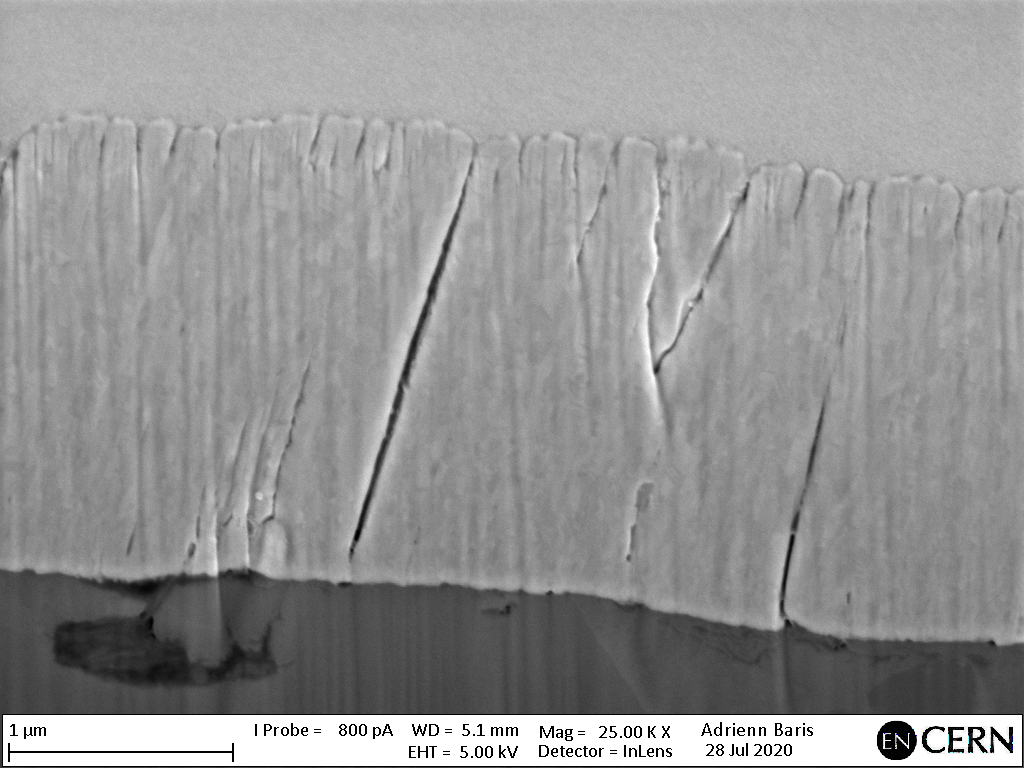 1 µm
I Probe = 800 pA WD = 5.1 mm Mag = 25.00 K X Adrienn Baris
EHT = 5.00 kV Detector = InLens 28 Jul 2020
EN CERN